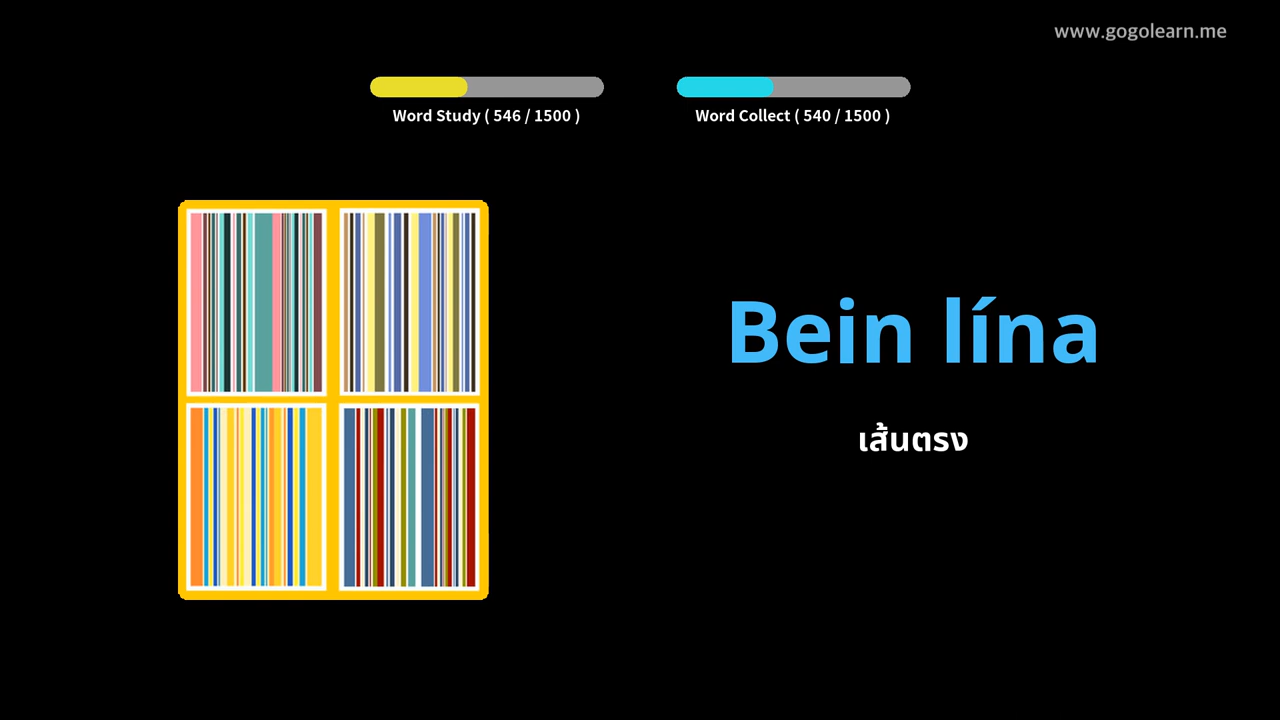 www.gogolearn.me
Word Study ( 546 / 1500 )
Word Collect ( 540 / 1500 )
Bein lína
เส้นตรง